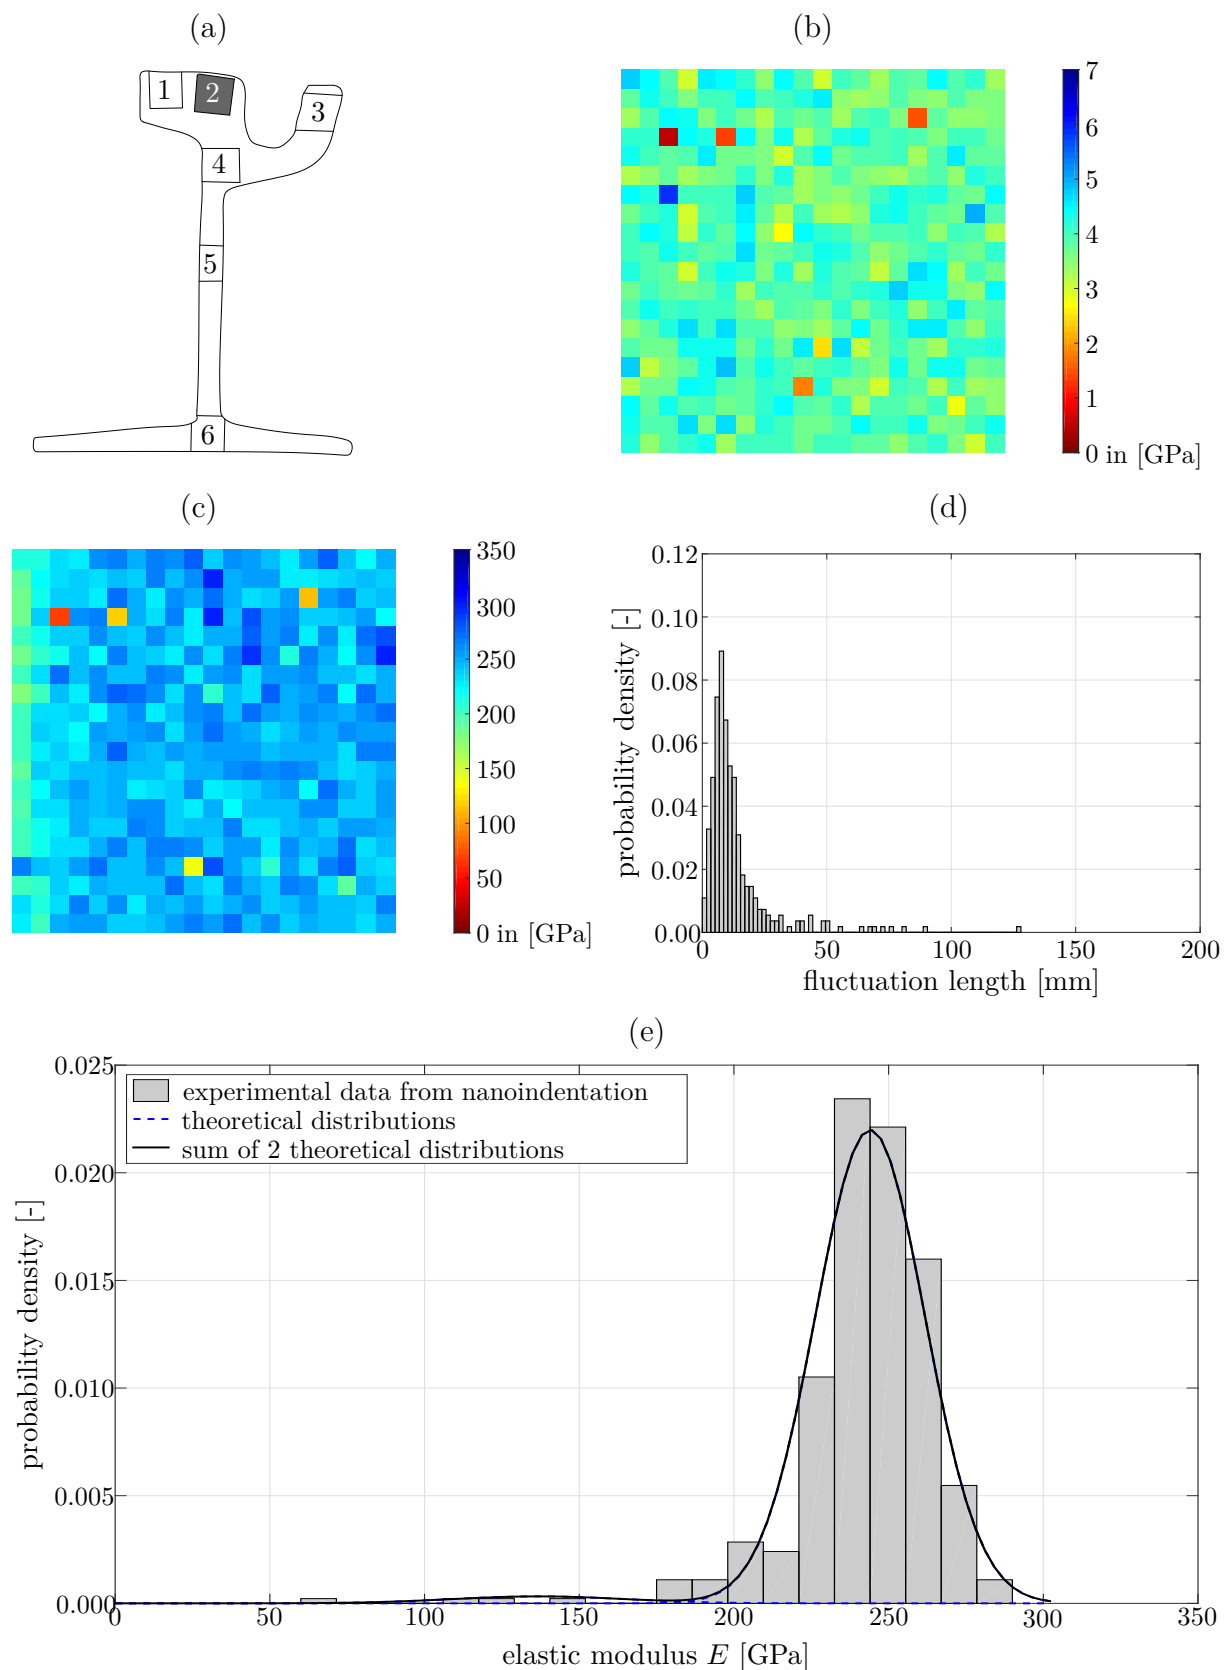 (a)
1
2
3
4
5
6
(b)
7
6
5
4
3
2
1
0 in [GPa]
(c)
350
300
250
200
150
100
50
0 in [GPa]
(d)
0.12
0.10
0.08
0.06
0.04
0.02
0.00
probability density [-]
0 50 100 150 200
fluctuation length [mm]
(e)
0.025
0.020
0.015
0.010
0.005
0.000
probability density [-]
experimental data from nanoindentation
theoretical distributions
sum of 2 theoretical distributions
0 50 100 150 200 250 300 350
elastic modulus E [GPa]